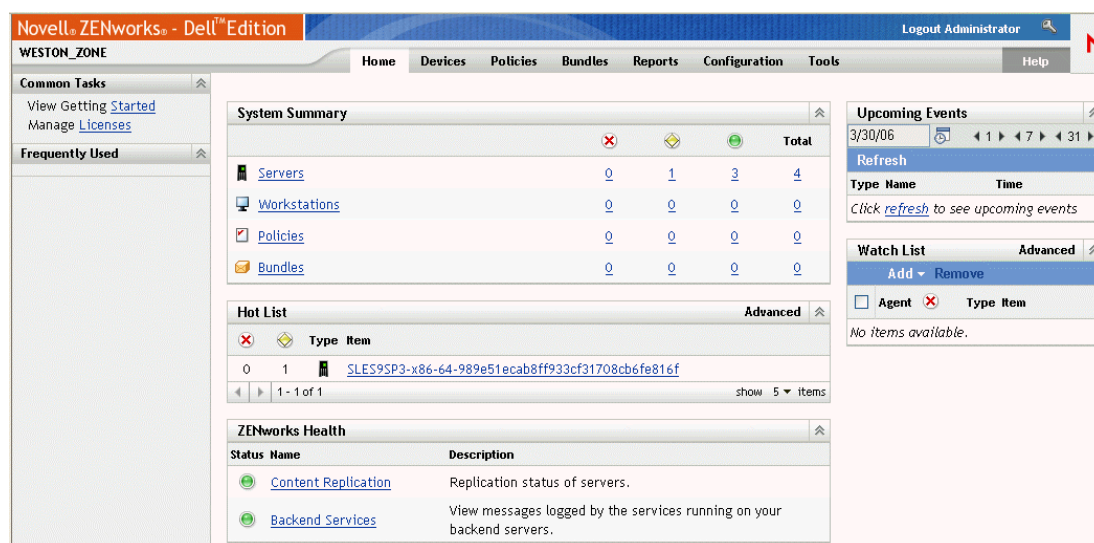 Novell® ZENworks® - Dell™ Edition
Logout Administrator
WESTON_ZONE
Home Devices Policies Bundles Reports Configuration Tools Help
Common Tasks
View Getting Started
Manage Licenses
Frequently Used
System Summary
Total
Servers 0 1 3 4
Workstations 0 0 0 0
Policies 0 0 0 0
Bundles 0 0 0 0
Hot List Advanced
Type Item
0 1 SLES9SP3-x86-64-989e51ecab8ff933cf31708cb6fe816f
1 - 1 of 1 show 5 items
ZENworks Health
Status Name Description
Content Replication Replication status of servers.
Backend Services View messages logged by the services running on your
backend servers.
Upcoming Events
3/30/06 1 7 31
Refresh
Type Name Time
Click refresh to see upcoming events
Watch List Advanced
Add Remove
Agent Type Item
No items available.